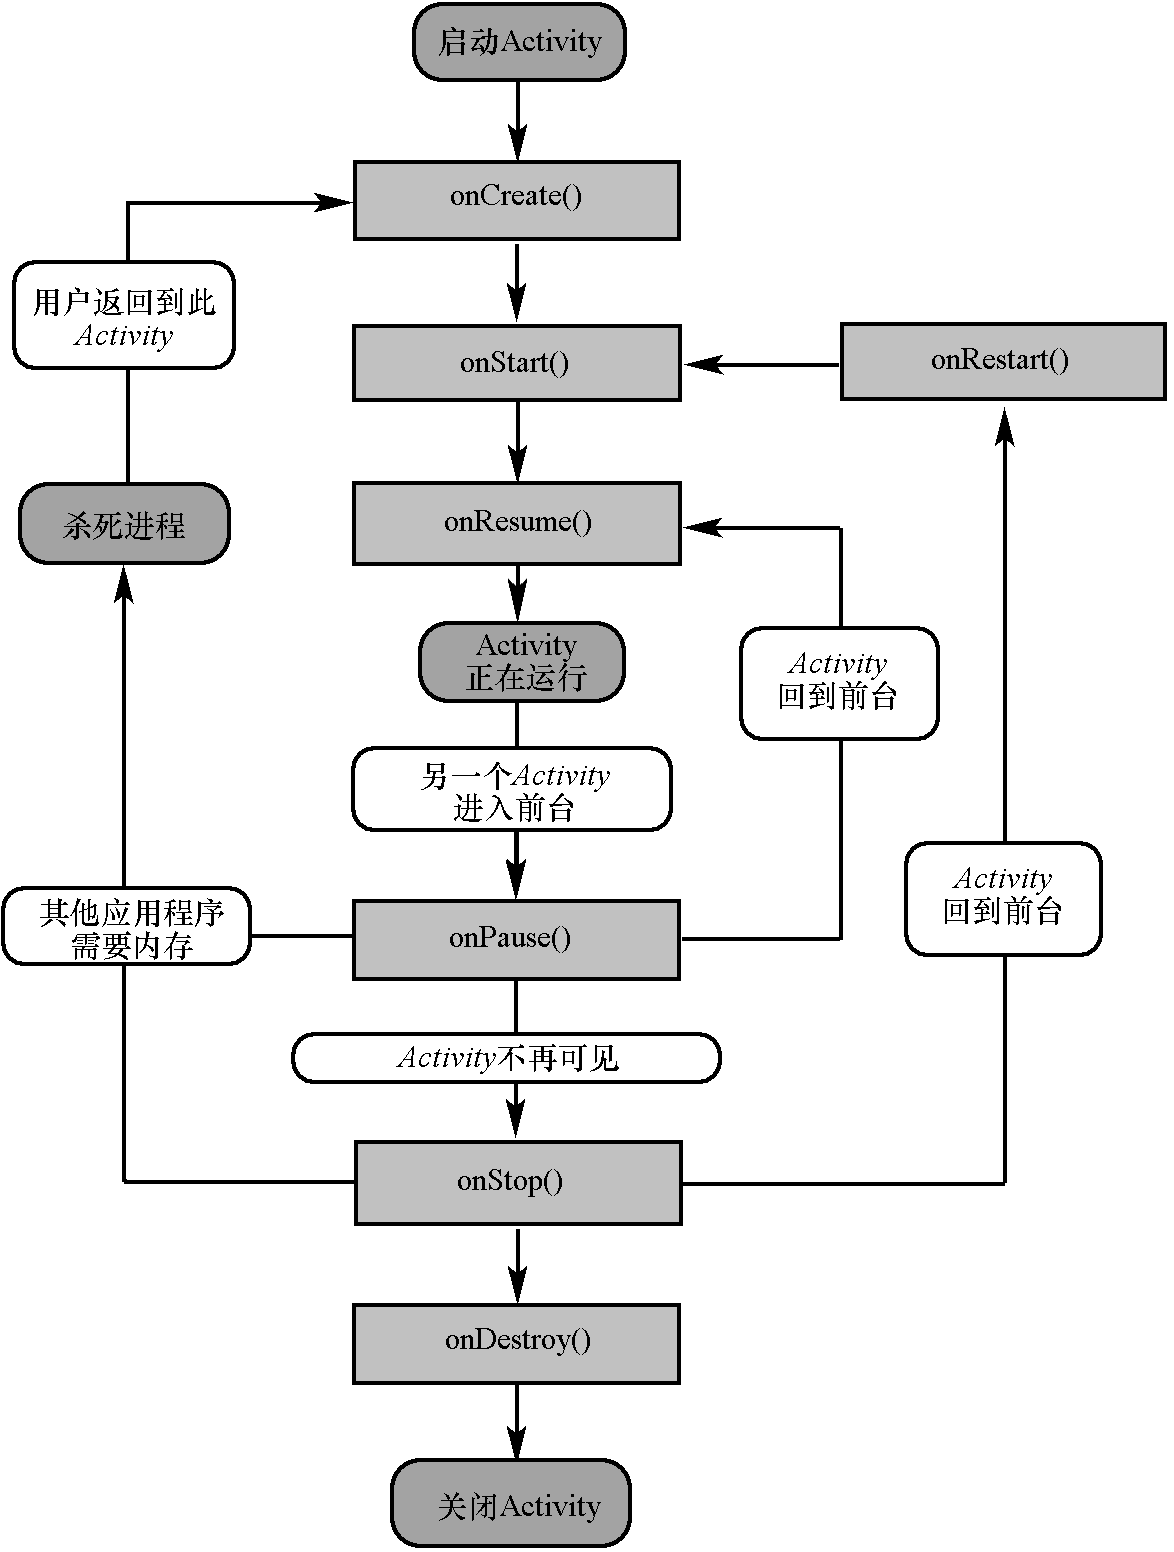 启动Activity
onCreate()
用户返回到此
Activity
onStart()
onRestart()
杀死进程
onResume()
Activity
正在运行
Activity
回到前台
另一个Activity
进入前台
Activity
回到前台
其他应用程序
需要内存
onPause()
Activity不再可见
onStop()
onDestroy()
关闭Activity